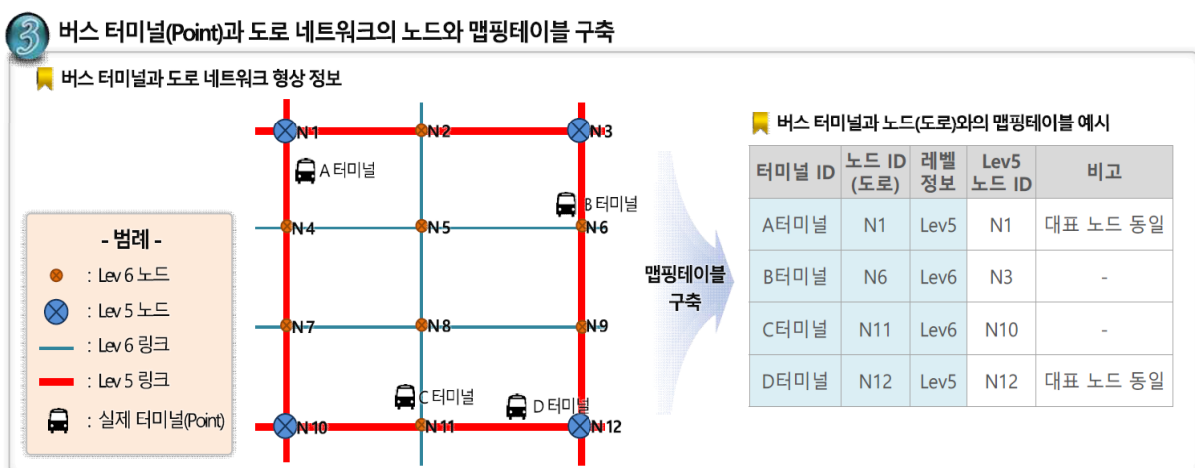 3 버스 터미널(Point)과 도로 네트워크의 노드와 맵핑테이블 구축
버스 터미널과 도로 네트워크 형상 정보
N1 N2 N3
A 터미널
B 터미널
N4 N5 N6
N7 N8 N9
C 터미널
D 터미널
N10 N11 N12
- 범례 -
: Lev 6 노드
: Lev 5 노드
: Lev 6 링크
: Lev 5 링크
: 실제 터미널(Point)
맵핑테이블
구축
버스 터미널과 노드(도로)와의 맵핑테이블 예시
터미널 ID 노드 ID (도로) 레벨 정보 Lev5 노드 ID 비고
A터미널 N1 Lev5 N1 대표 노드 동일
B터미널 N6 Lev6 N3 -
C터미널 N11 Lev6 N10 -
D터미널 N12 Lev5 N12 대표 노드 동일